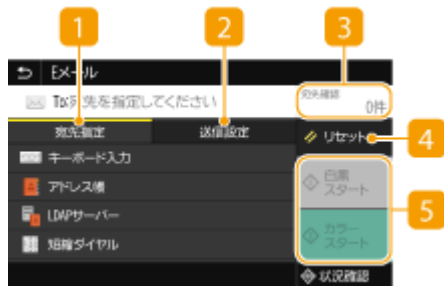 1
2
3
Eメール
To:宛先を指定してください
宛先確認
0件
宛先指定
送信設定
リセット
4
キーボード入力
アドレス帳
LDAPサーバー
短縮ダイヤル
白黒
スタート
カラー
スタート
5
状況確認